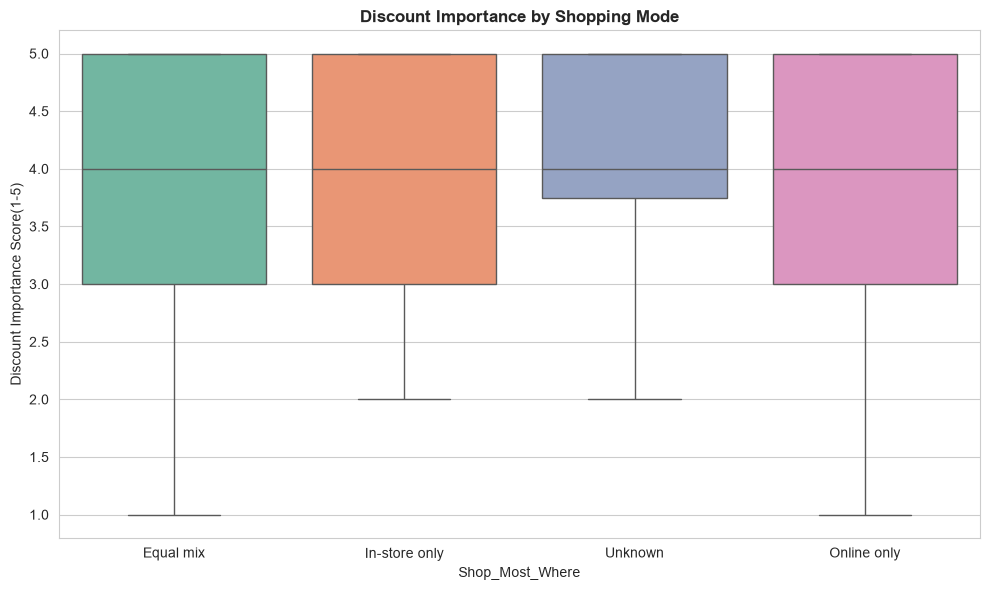 Discount Importance by Shopping Mode
Discount Importance Score(1-5)
5.0
4.5
4.0
3.5
3.0
2.5
2.0
1.5
1.0
Equal mix
In-store only
Unknown
Online only
Shop_Most_Where